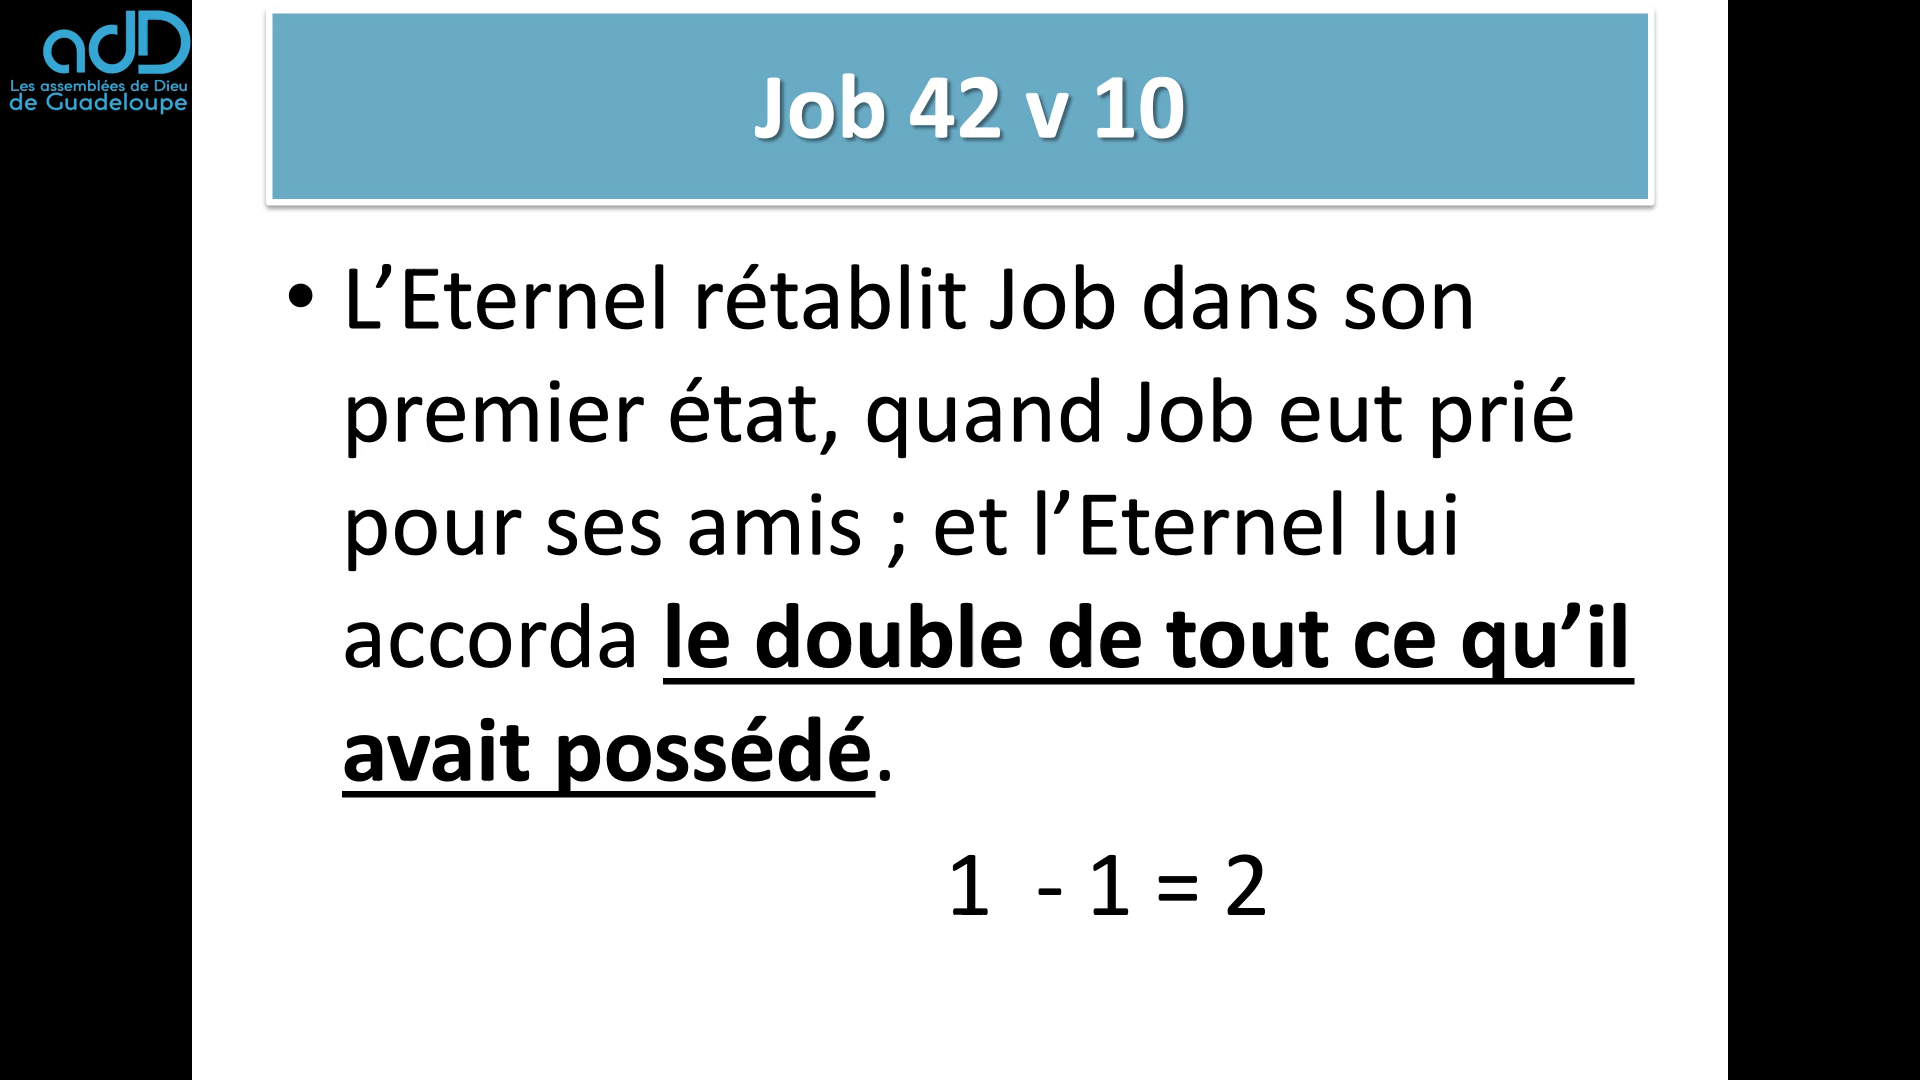 adD
Les assemblées de Dieu
de Guadeloupe
Job 42 v 10
• L’Eternel rétablit Job dans son
premier état, quand Job eut prié
pour ses amis ; et l’Eternel lui
accorda le double de tout ce qu’il
avait possédé.
1  - 1 = 2